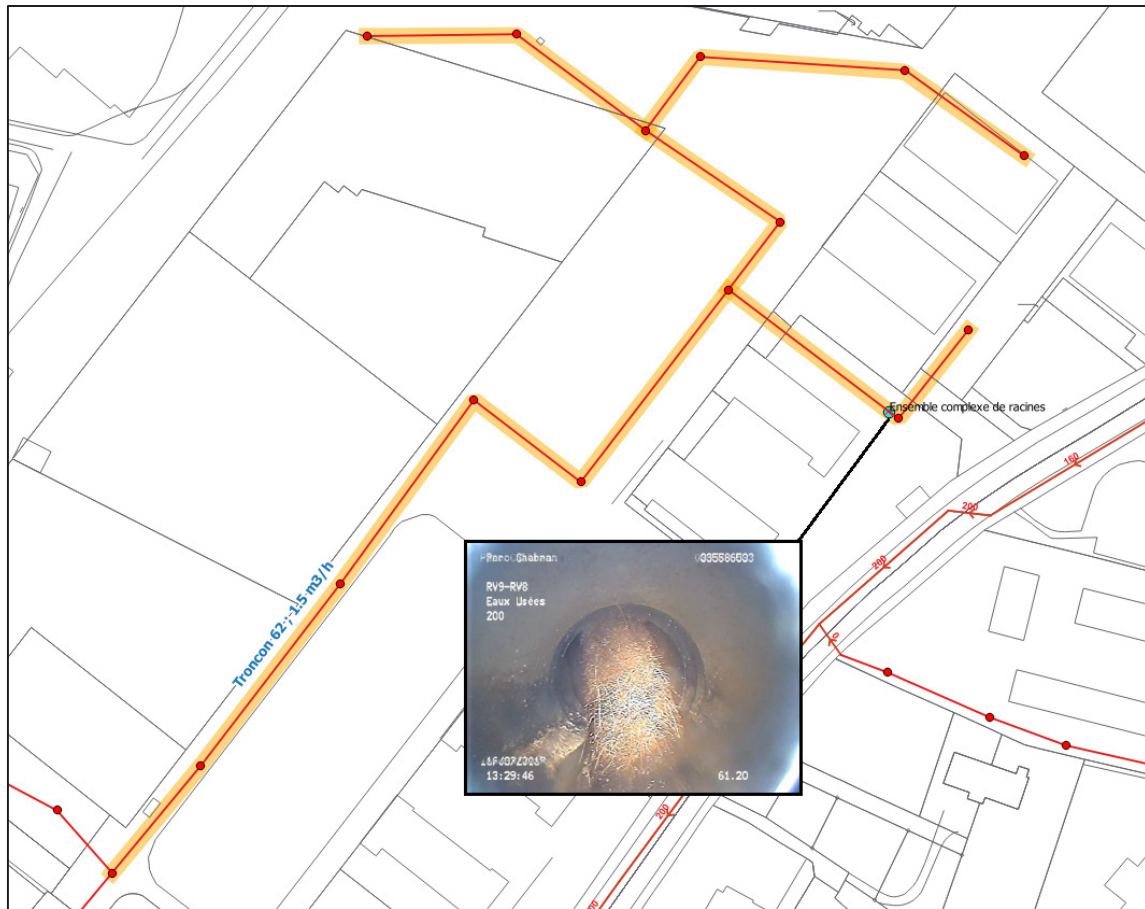 Ensemble complexe de racines
160
200
200
Troncon 62 ; 1.5 m3/h
RV9-RV8
Eaux Usées
200
13:29:46
61.20
200